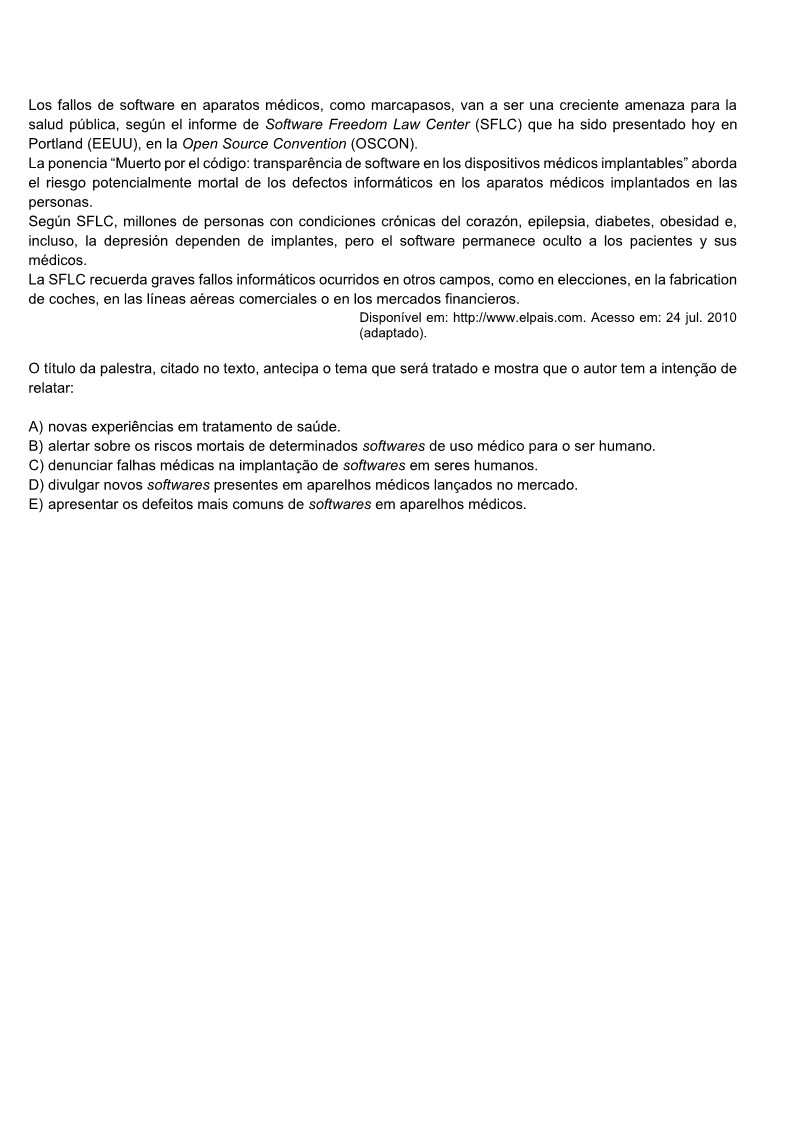 Los fallos de software en aparatos médicos, como marcapasos, van a ser una creciente amenaza para la
salud pública, según el informe de Software Freedom Law Center (SFLC) que ha sido presentado hoy en
Portland (EEUU), en la Open Source Convention (OSCON).
La ponencia “Muerto por el código: transparência de software en los dispositivos médicos implantables” aborda
el riesgo potencialmente mortal de los defectos informáticos en los aparatos médicos implantados en las
personas.
Según SFLC, millones de personas con condiciones crónicas del corazón, epilepsia, diabetes, obesidad e,
incluso, la depresión dependen de implantes, pero el software permanece oculto a los pacientes y sus
médicos.
La SFLC recuerda graves fallos informáticos ocurridos en otros campos, como en elecciones, en la fabrication
de coches, en las líneas aéreas comerciales o en los mercados financieros.
Disponível em: http://www.elpais.com. Acesso em: 24 jul. 2010
(adaptado).
O título da palestra, citado no texto, antecipa o tema que será tratado e mostra que o autor tem a intenção de
relatar:
A) novas experiências em tratamento de saúde.
B) alertar sobre os riscos mortais de determinados softwares de uso médico para o ser humano.
C) denunciar falhas médicas na implantação de softwares em seres humanos.
D) divulgar novos softwares presentes em aparelhos médicos lançados no mercado.
E) apresentar os defeitos mais comuns de softwares em aparelhos médicos.